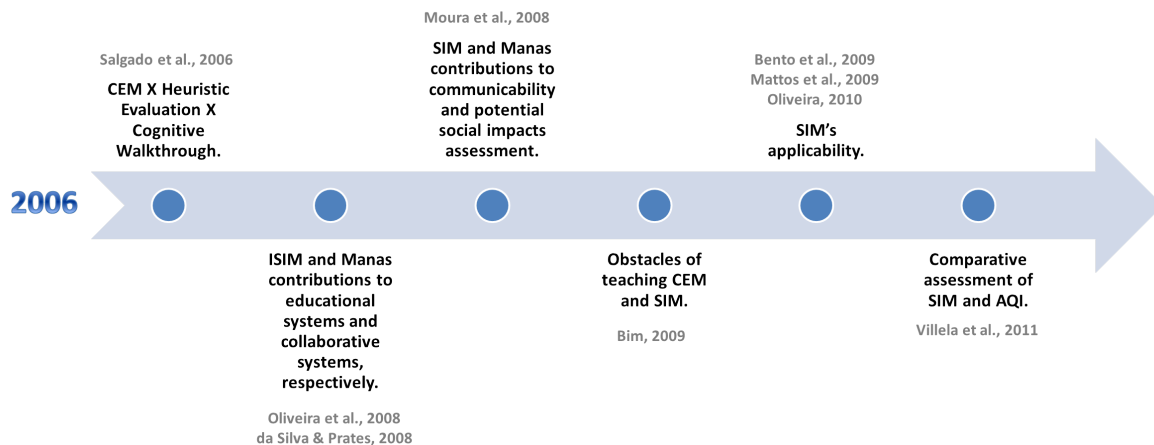 2006
Salgado et al., 2006
CEM X Heuristic
Evaluation X
Cognitive
Walkthrough.
ISIM and Manas
contributions to
educational
systems and
collaborative
systems,
respectively.
Oliveira et al., 2008
da Silva & Prates, 2008
Moura et al., 2008
SIM and Manas
contributions to
communicability
and potential
social impacts
assessment.
Obstacles of
teaching CEM
and SIM.
Bim, 2009
Bento et al., 2009
Mattos et al., 2009
Oliveira, 2010
SIM’s
applicability.
Comparative
assessment of
SIM and AQI.
Villela et al., 2011